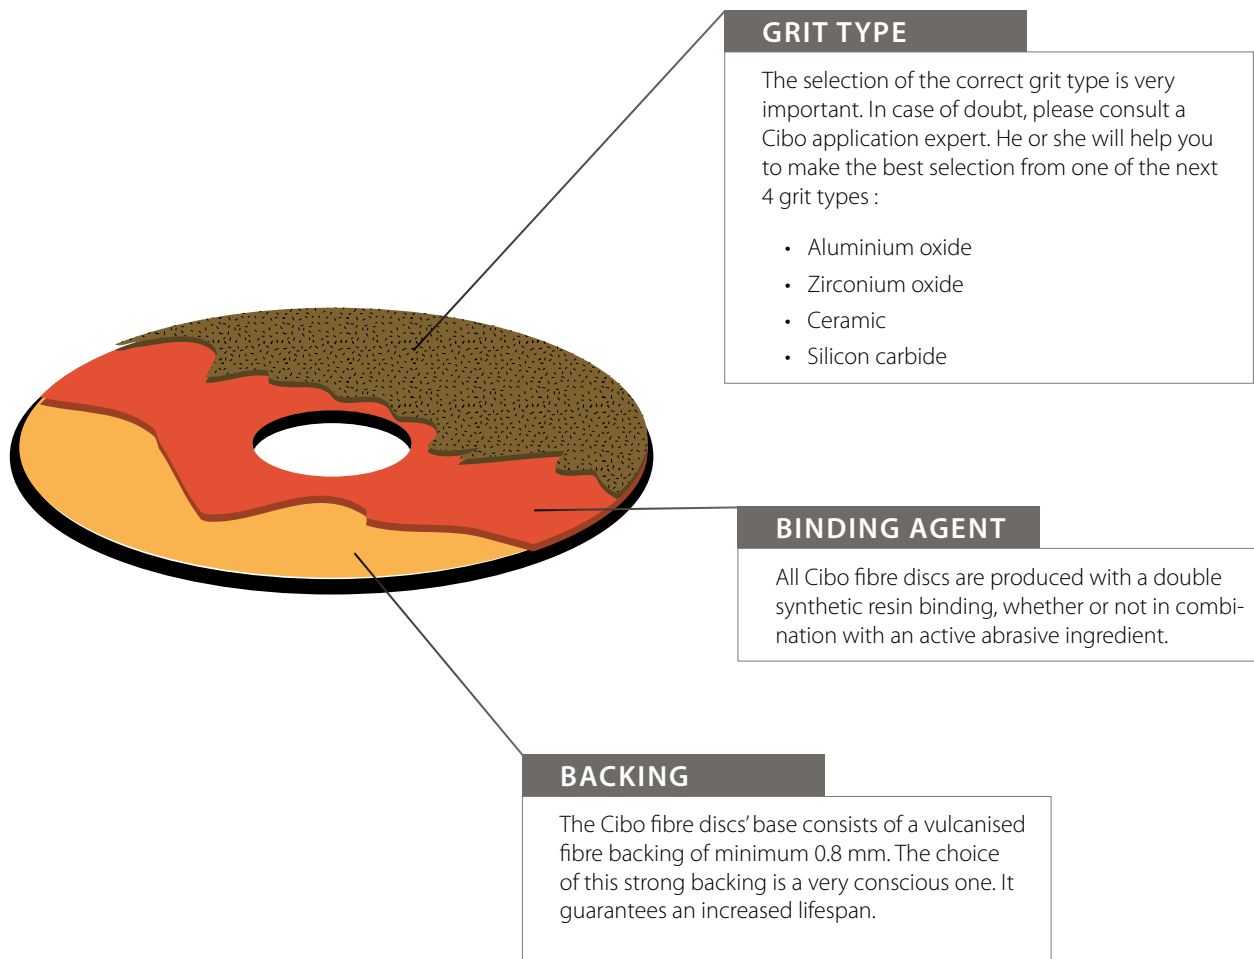 GRIT TYPE
The selection of the correct grit type is very
important. In case of doubt, please consult a
Cibo application expert. He or she will help you
to make the best selection from one of the next
4 grit types :
• Aluminium oxide
• Zirconium oxide
• Ceramic
• Silicon carbide
BINDING AGENT
All Cibo fibre discs are produced with a double
synthetic resin binding, whether or not in combi-
nation with an active abrasive ingredient.
BACKING
The Cibo fibre discs’ base consists of a vulcanised
fibre backing of minimum 0.8 mm. The choice
of this strong backing is a very conscious one. It
guarantees an increased lifespan.